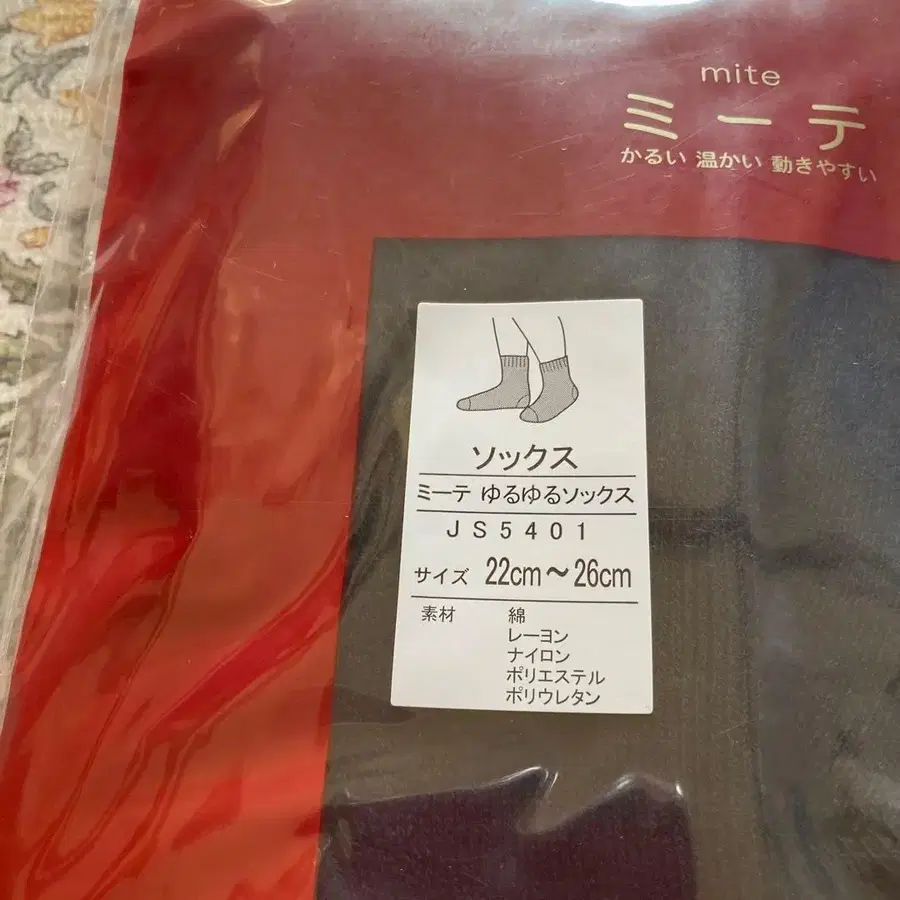 mite
ミーテ
かるい 温かい 動きやすい
ソックス
ミーテ ゆるゆるソックス
JS5401
サイズ 22cm～26cm
素材 綿
レーヨン
ナイロン
ポリエステル
ポリウレタン